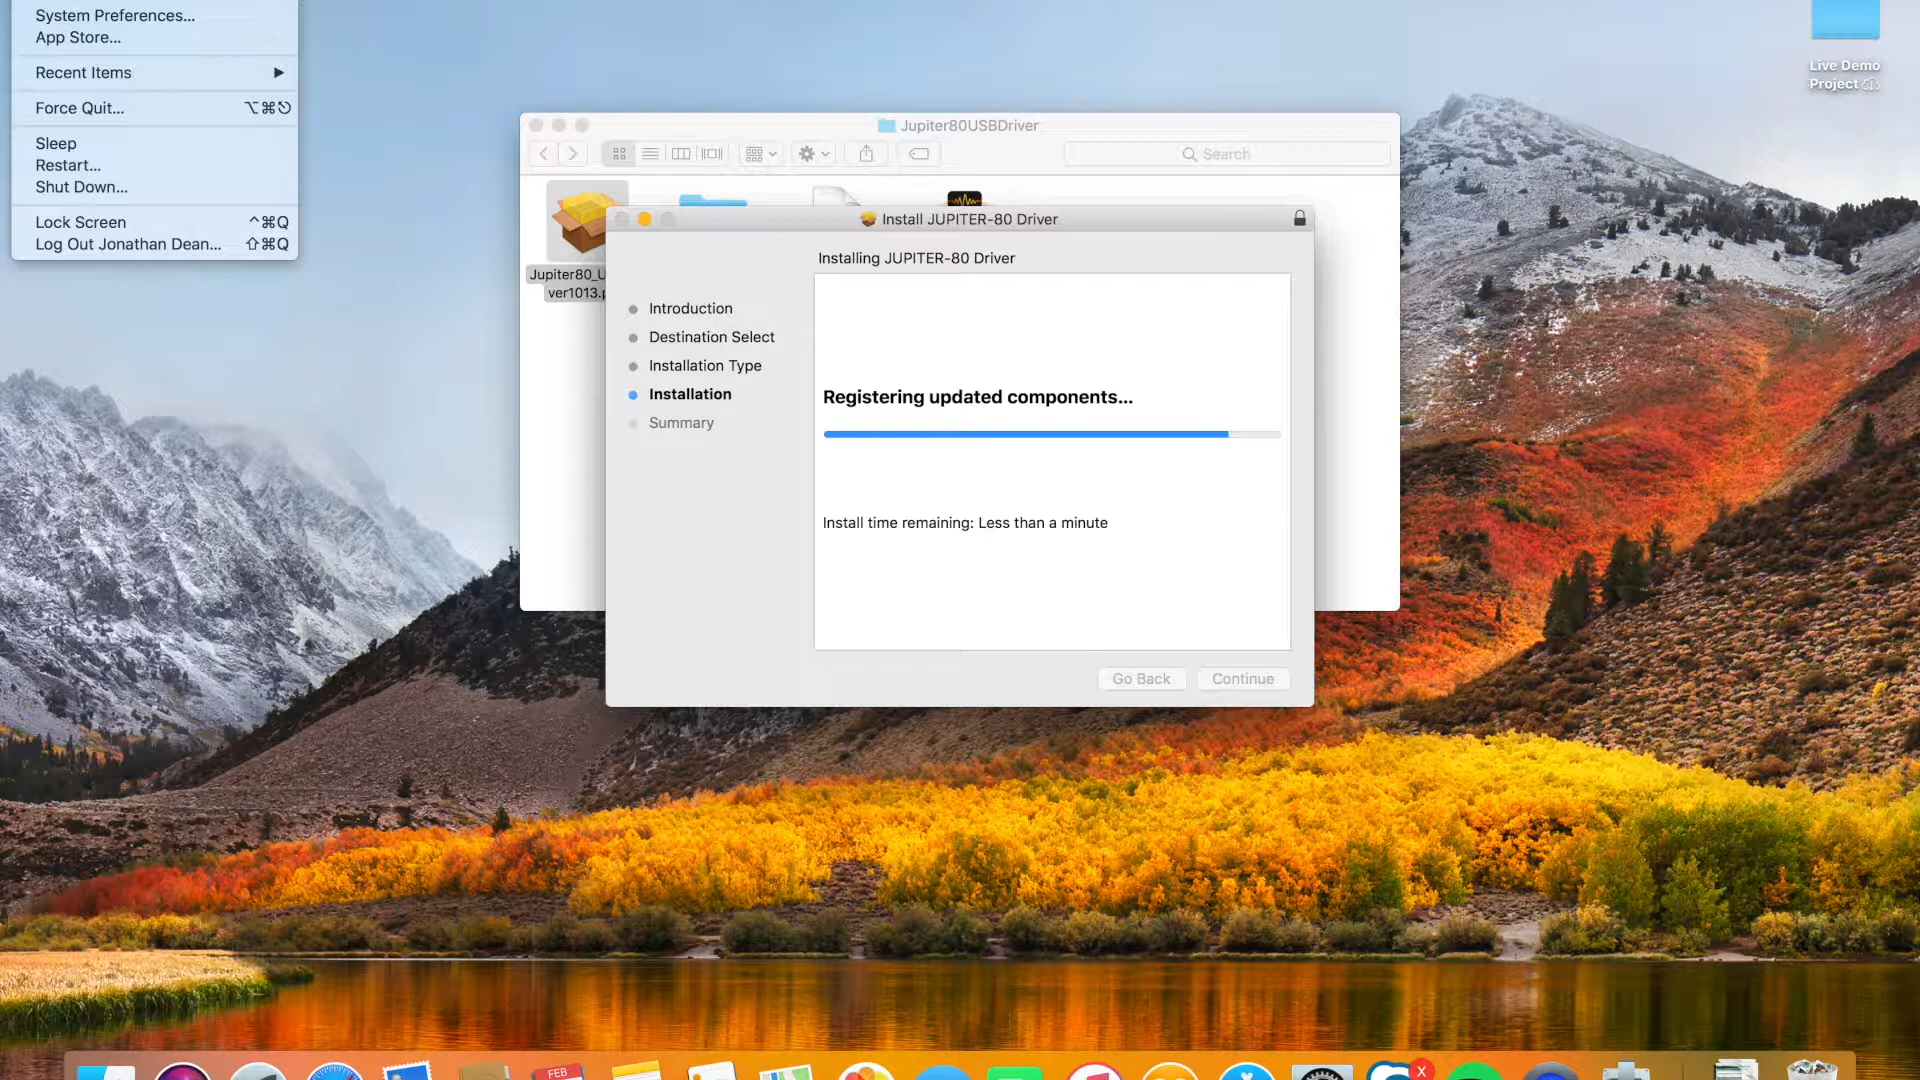 System Preferences...
App Store...
Recent Items ▶
Force Quit... ⌥⌘⎋
Sleep
Restart...
Shut Down...
Lock Screen ^⌘Q
Log Out Jonathan Dean... ⇧⌘Q
Live Demo
Project
Jupiter80USBDriver
Search
Jupiter80_U
ver1013.p
Install JUPITER-80 Driver
Installing JUPITER-80 Driver
Introduction
Destination Select
Installation Type
Installation
Summary
Registering updated components...
Install time remaining: Less than a minute
Go Back
Continue
FEB
X